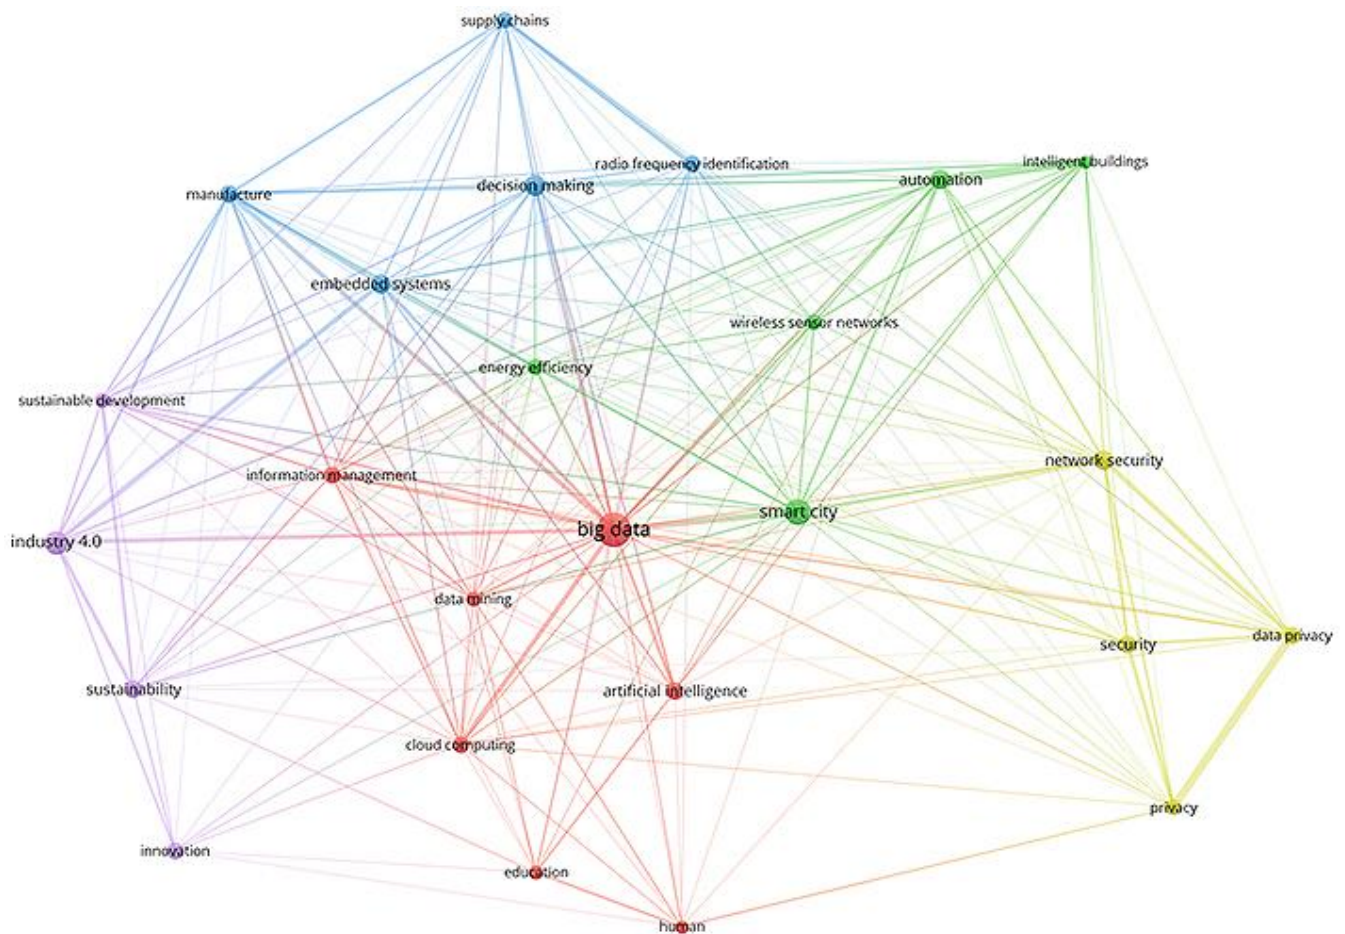 supply chains
radio frequency identification
intelligent buildings
automation
decision making
manufacture
embedded systems
wireless sensor networks
energy efficiency
sustainable development
network security
information management
smart city
big data
industry 4.0
data mining
data privacy
security
sustainability
artificial intelligence
cloud computing
privacy
innovation
education
human